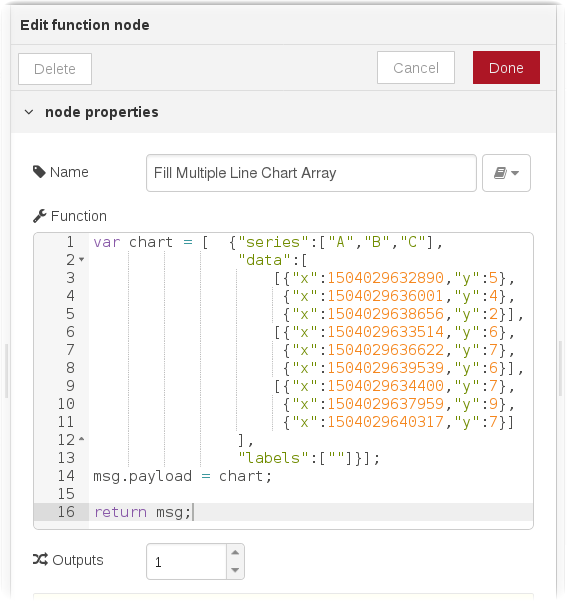 Edit function node
Delete Cancel Done
node properties
Name Fill Multiple Line Chart Array
Function
1 var chart = [  {"series":["A","B","C"],
2 "data":[
3 [{"x":1504029632890,"y":5},
4 {"x":1504029636001,"y":4},
5 {"x":1504029638656,"y":2}],
6 [{"x":1504029633514,"y":6},
7 {"x":1504029636622,"y":7},
8 {"x":1504029639539,"y":6}],
9 [{"x":1504029634400,"y":7},
10 {"x":1504029637959,"y":9},
11 {"x":1504029640317,"y":7}]
12 ],
13 "labels":[""]}];
14 msg.payload = chart;
15
16 return msg;
Outputs 1